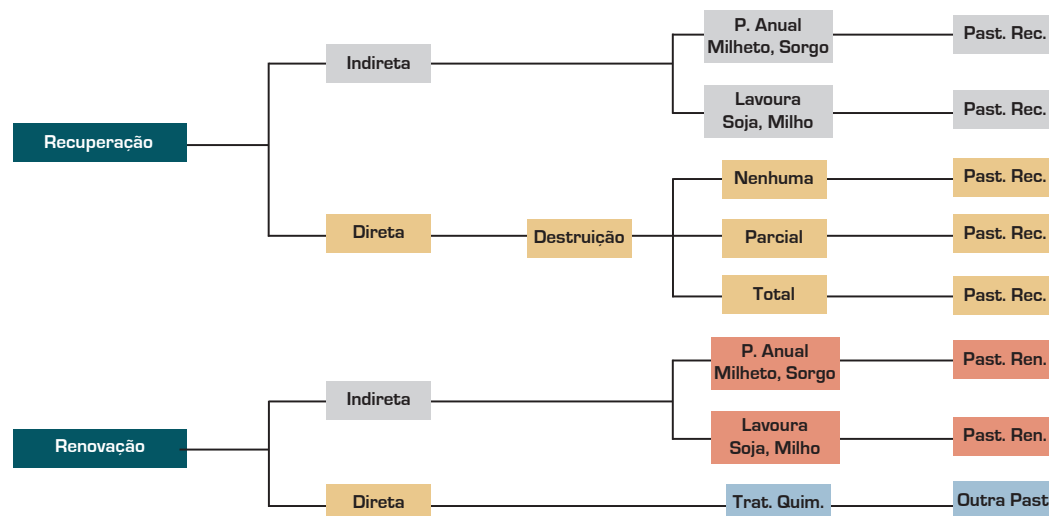 P. Anual
Milheto, Sorgo
Past. Rec.
Indireta
Lavoura
Soja, Milho
Past. Rec.
Recuperação
Nenhuma
Past. Rec.
Direta
Destruição
Parcial
Past. Rec.
Total
Past. Rec.
P. Anual
Milheto, Sorgo
Past. Ren.
Indireta
Lavoura
Soja, Milho
Past. Ren.
Renovação
Direta
Trat. Quim.
Outra Past